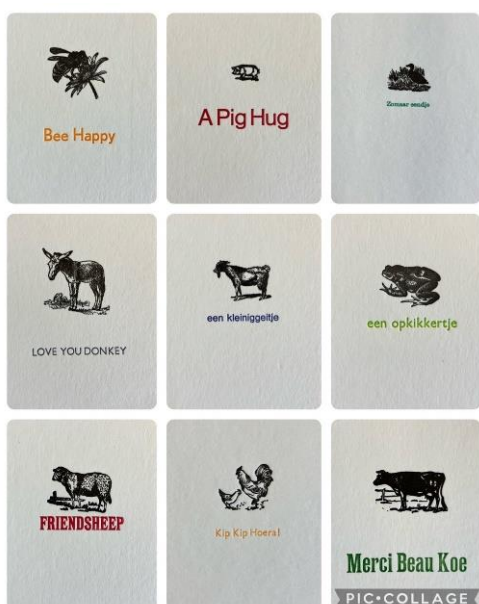 Bee Happy
A Pig Hug
Zomaar eendje
LOVE YOU DONKEY
een kleiniggeitje
een opkikkertje
FRIENDSHEEP
Kip Kip Hoera!
Merci Beau Koe
PIC•COLLAGE